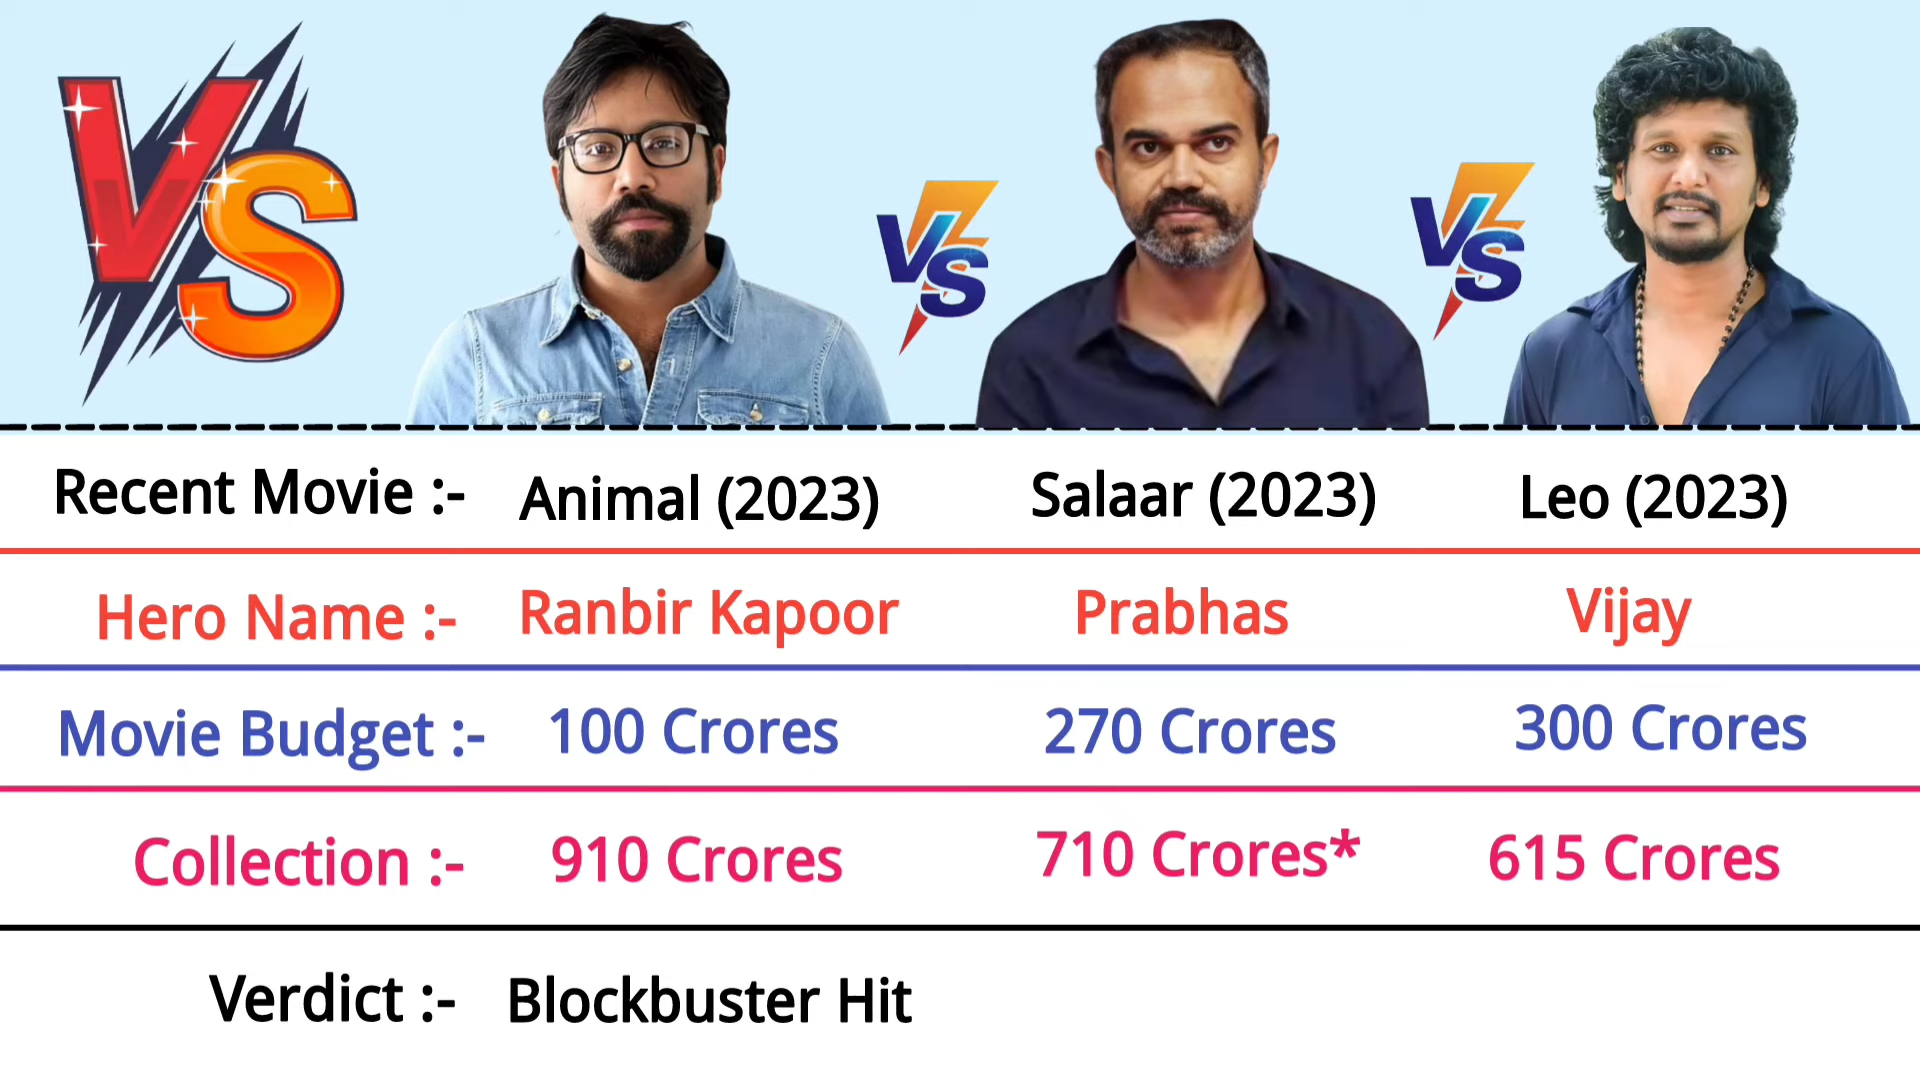 VS
VS
VS
Recent Movie :- Animal (2023) Salaar (2023) Leo (2023)
Hero Name :- Ranbir Kapoor Prabhas Vijay
Movie Budget :- 100 Crores 270 Crores 300 Crores
Collection :- 910 Crores 710 Crores* 615 Crores
Verdict :- Blockbuster Hit